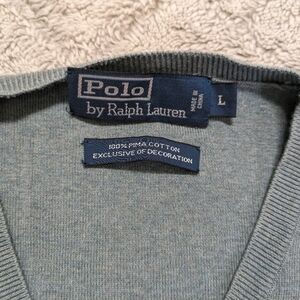 Polo
by Ralph Lauren
MADE IN
CHINA
L
100% PIMA COTTON
EXCLUSIVE OF DECORATION